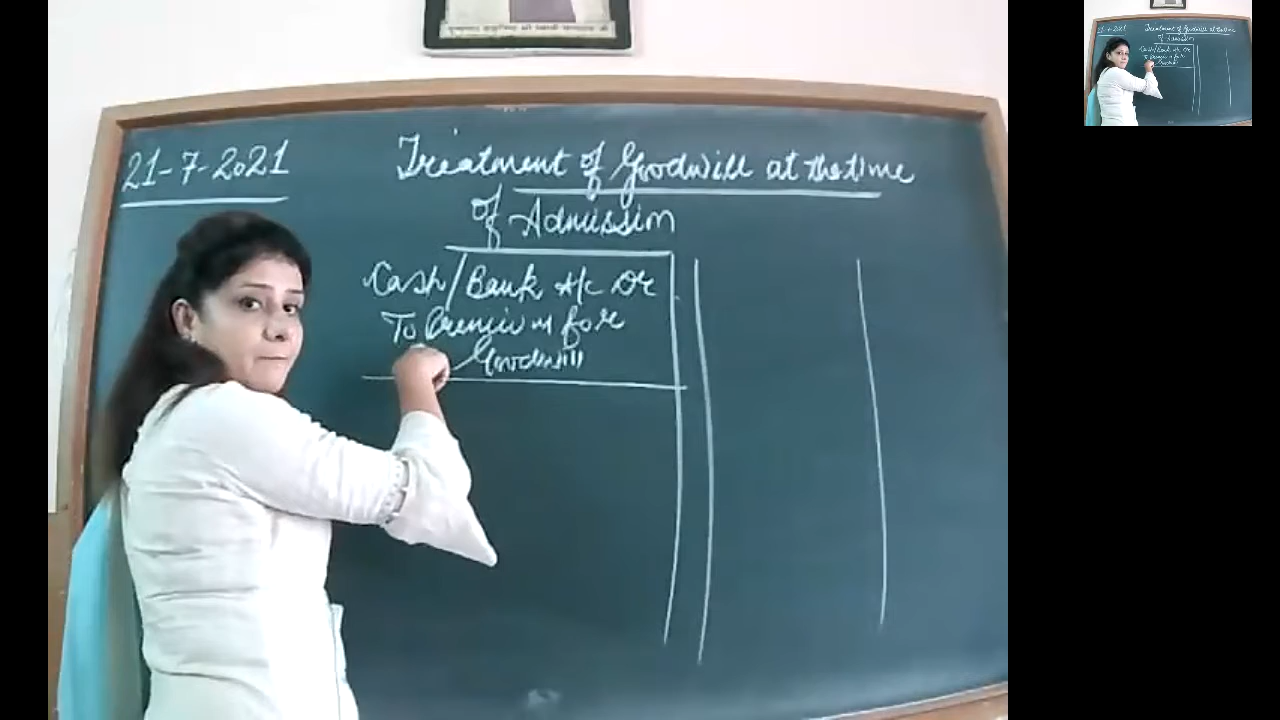 21-7-2021
Treatment of Goodwill at the time
of Admission
Cash/Bank A/c Dr
To Premium for
Goodwill